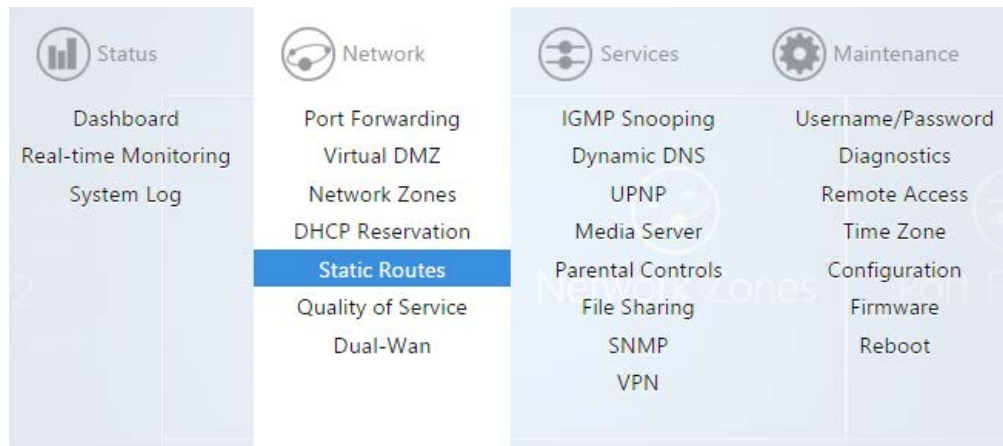 Status
Dashboard
Real-time Monitoring
System Log
Network
Port Forwarding
Virtual DMZ
Network Zones
DHCP Reservation
Static Routes
Quality of Service
Dual-Wan
Services
IGMP Snooping
Dynamic DNS
UPNP
Media Server
Parental Controls
File Sharing
SNMP
VPN
Maintenance
Username/Password
Diagnostics
Remote Access
Time Zone
Configuration
Firmware
Reboot
Network Zones